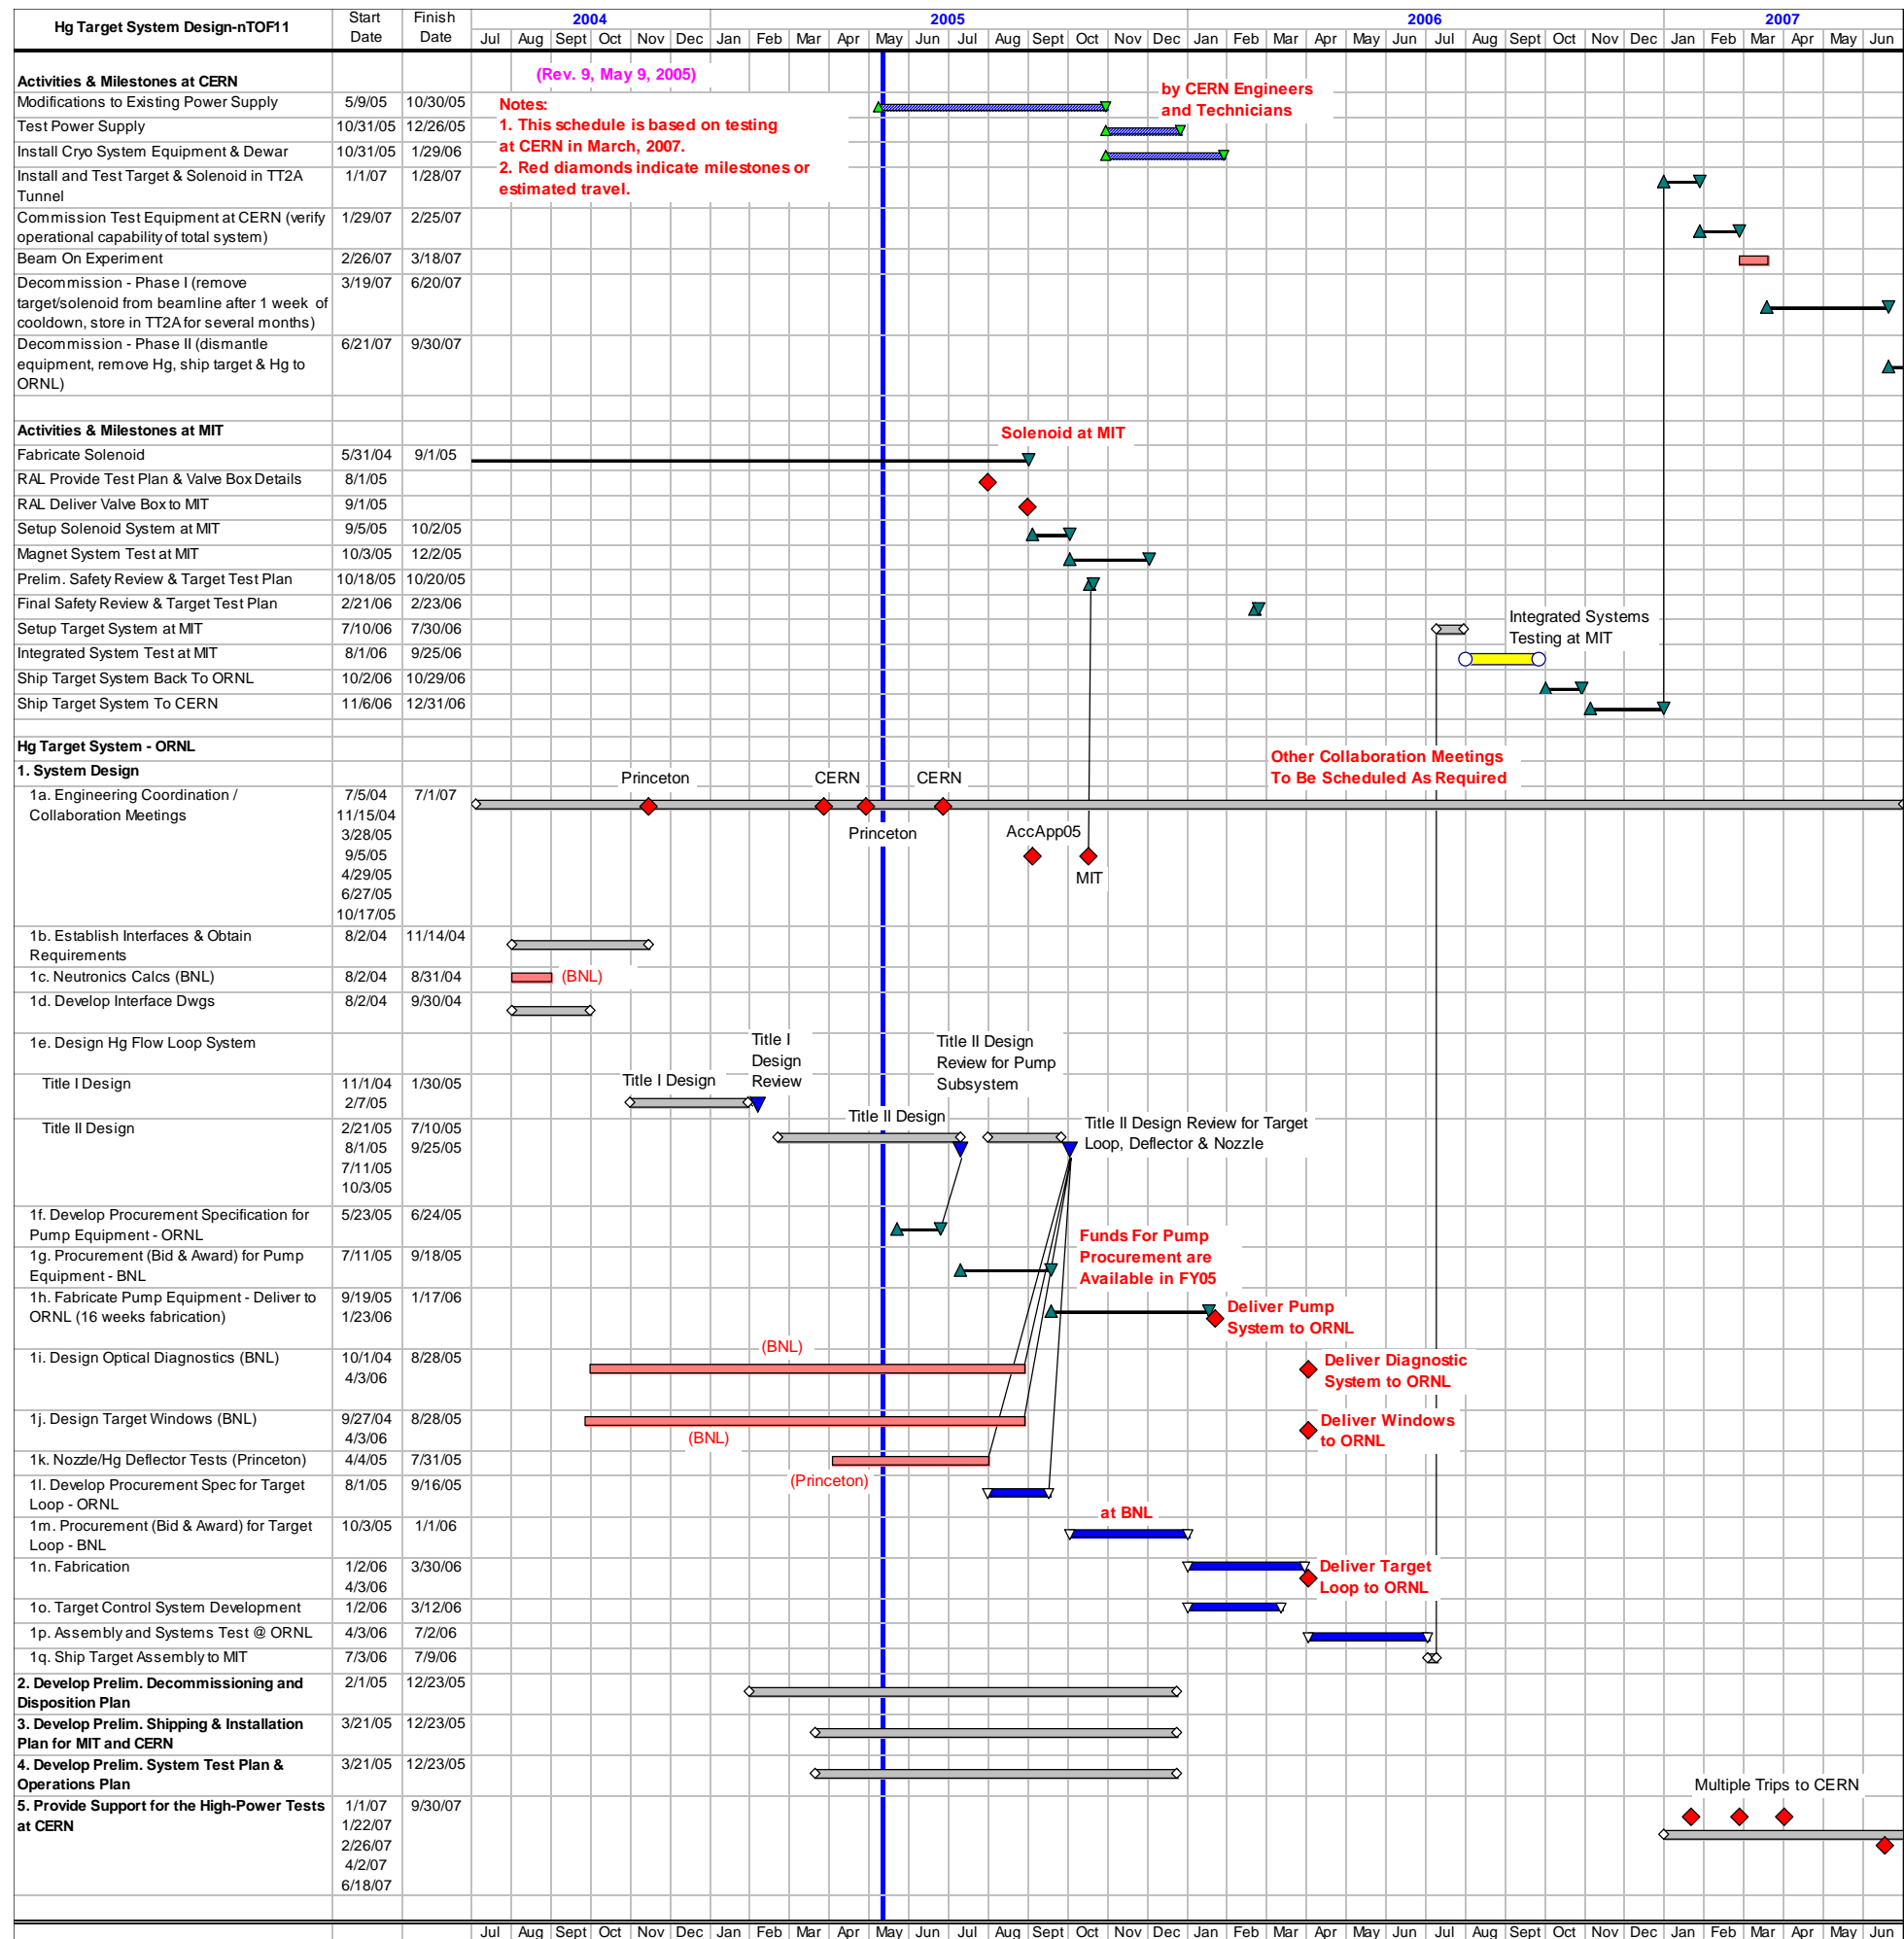 Hg Target System Design-nTOF11
Start
Date
Finish
Date
2004
2005
2006
2007
Jul Aug Sept Oct Nov Dec Jan Feb Mar Apr May Jun Jul Aug Sept Oct Nov Dec Jan Feb Mar Apr May Jun Jul Aug Sept Oct Nov Dec Jan Feb Mar Apr May Jun
Activities & Milestones at CERN
(Rev. 9, May 9, 2005)
Modifications to Existing Power Supply 5/9/05 10/30/05
Test Power Supply 10/31/05 12/26/05
Install Cryo System Equipment & Dewar 10/31/05 1/29/06
Install and Test Target & Solenoid in TT2A 1/1/07 1/28/07
Tunnel
Commission Test Equipment at CERN (verify 1/29/07 2/25/07
operational capability of total system)
Beam On Experiment 2/26/07 3/18/07
Decommission - Phase I (remove 3/19/07 6/20/07
target/solenoid from beamline after 1 week of
cooldown, store in TT2A for several months)
Decommission - Phase II (dismantle 6/21/07 9/30/07
equipment, remove Hg, ship target & Hg to
ORNL)
Notes:
1. This schedule is based on testing
at CERN in March, 2007.
2. Red diamonds indicate milestones or
estimated travel.
by CERN Engineers
and Technicians
Activities & Milestones at MIT
Solenoid at MIT
Fabricate Solenoid 5/31/04 9/1/05
RAL Provide Test Plan & Valve Box Details 8/1/05
RAL Deliver Valve Box to MIT 9/1/05
Setup Solenoid System at MIT 9/5/05 10/2/05
Magnet System Test at MIT 10/3/05 12/2/05
Prelim. Safety Review & Target Test Plan 10/18/05 10/20/05
Final Safety Review & Target Test Plan 2/21/06 2/23/06
Setup Target System at MIT 7/10/06 7/30/06
Integrated System Test at MIT 8/1/06 9/25/06
Ship Target System Back To ORNL 10/2/06 10/29/06
Ship Target System To CERN 11/6/06 12/31/06
Integrated Systems
Testing at MIT
Hg Target System - ORNL
1. System Design
Other Collaboration Meetings
To Be Scheduled As Required
Princeton CERN CERN
1a. Engineering Coordination / 7/5/04 7/1/07
Collaboration Meetings 11/15/04
3/28/05
9/5/05
4/29/05
6/27/05
10/17/05
Princeton
AccApp05
MIT
1b. Establish Interfaces & Obtain 8/2/04 11/14/04
Requirements
1c. Neutronics Calcs (BNL) 8/2/04 8/31/04 (BNL)
1d. Develop Interface Dwgs 8/2/04 9/30/04
1e. Design Hg Flow Loop System
Title I
Design
Review
Title II Design
Review for Pump
Subsystem
Title I Design 11/1/04 1/30/05
2/7/05
Title I Design
Title II Design 2/21/05 7/10/05
8/1/05 9/25/05
7/11/05
10/3/05
Title II Design
Title II Design Review for Target
Loop, Deflector & Nozzle
1f. Develop Procurement Specification for 5/23/05 6/24/05
Pump Equipment - ORNL
1g. Procurement (Bid & Award) for Pump 7/11/05 9/18/05
Equipment - BNL
Funds For Pump
Procurement are
Available in FY05
1h. Fabricate Pump Equipment - Deliver to 9/19/05 1/17/06
ORNL (16 weeks fabrication) 1/23/06
Deliver Pump
System to ORNL
(BNL)
1i. Design Optical Diagnostics (BNL) 10/1/04 8/28/05
4/3/06
Deliver Diagnostic
System to ORNL
1j. Design Target Windows (BNL) 9/27/04 8/28/05
4/3/06
(BNL)
Deliver Windows
to ORNL
1k. Nozzle/Hg Deflector Tests (Princeton) 4/4/05 7/31/05
(Princeton)
1l. Develop Procurement Spec for Target 8/1/05 9/16/05
Loop - ORNL
at BNL
1m. Procurement (Bid & Award) for Target 10/3/05 1/1/06
Loop - BNL
1n. Fabrication 1/2/06 3/30/06
4/3/06
Deliver Target
Loop to ORNL
1o. Target Control System Development 1/2/06 3/12/06
1p. Assembly and Systems Test @ ORNL 4/3/06 7/2/06
1q. Ship Target Assembly to MIT 7/3/06 7/9/06
2. Develop Prelim. Decommissioning and 2/1/05 12/23/05
Disposition Plan
3. Develop Prelim. Shipping & Installation 3/21/05 12/23/05
Plan for MIT and CERN
4. Develop Prelim. System Test Plan & 3/21/05 12/23/05
Operations Plan
Multiple Trips to CERN
5. Provide Support for the High-Power Tests 1/1/07 9/30/07
at CERN 1/22/07
2/26/07
4/2/07
6/18/07
Jul Aug Sept Oct Nov Dec Jan Feb Mar Apr May Jun Jul Aug Sept Oct Nov Dec Jan Feb Mar Apr May Jun Jul Aug Sept Oct Nov Dec Jan Feb Mar Apr May Jun